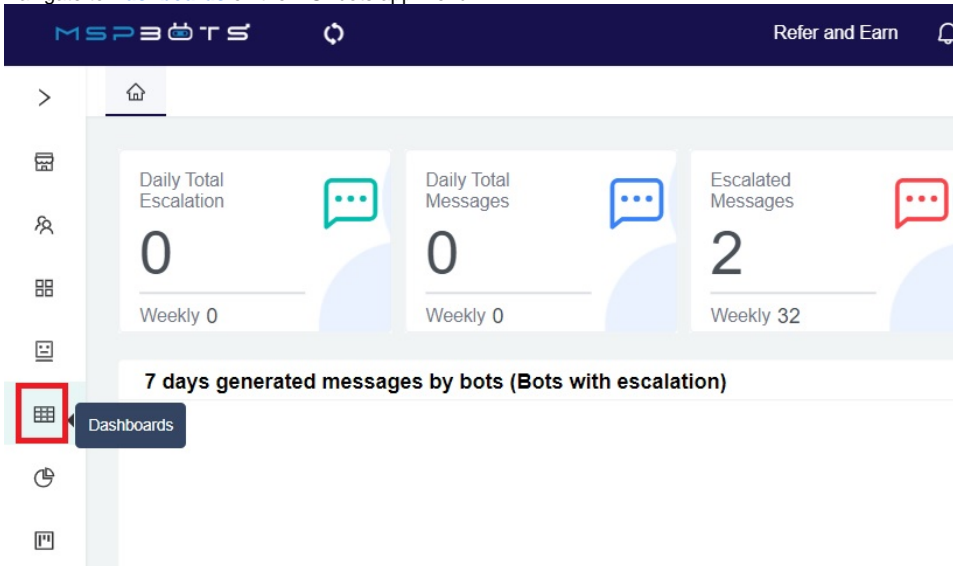 MSPBOTS
Refer and Earn
Daily Total
Escalation
0
Weekly 0
Daily Total
Messages
0
Weekly 0
Escalated
Messages
2
Weekly 32
7 days generated messages by bots (Bots with escalation)
Dashboards